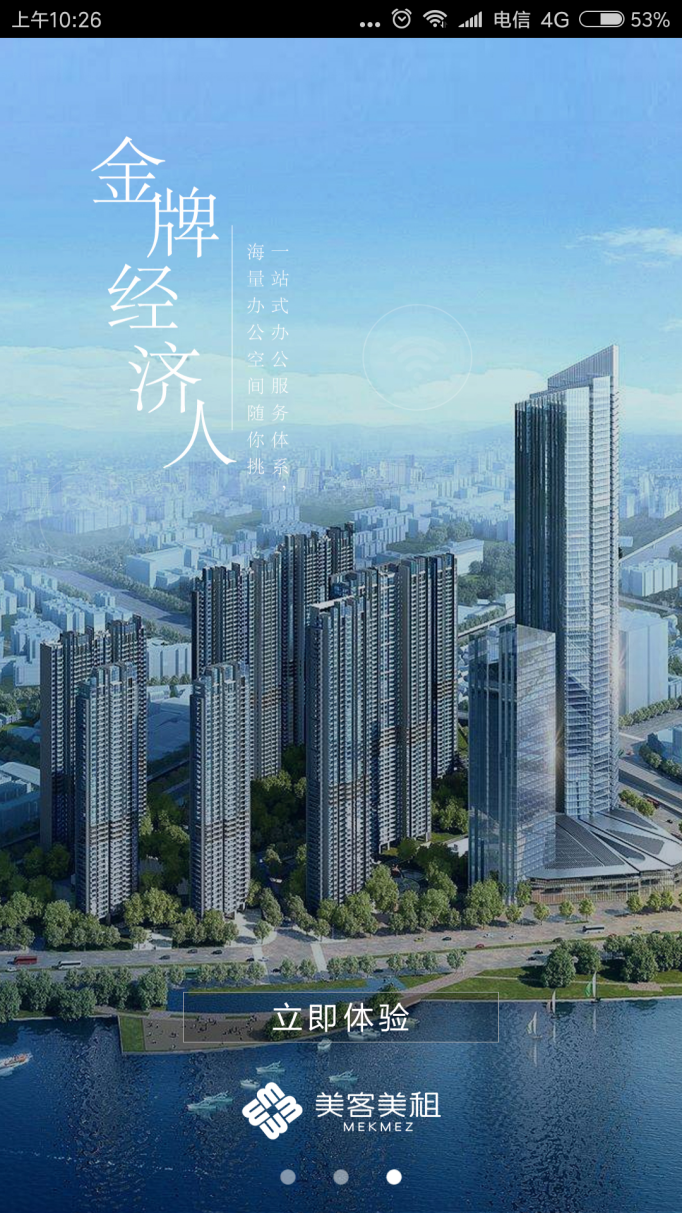 上午10:26
... 电信 4G 53%
金牌经济人
一站式办公服务体系，
海量办公空间随你挑
立即体验
美客美租
MEKMEZ